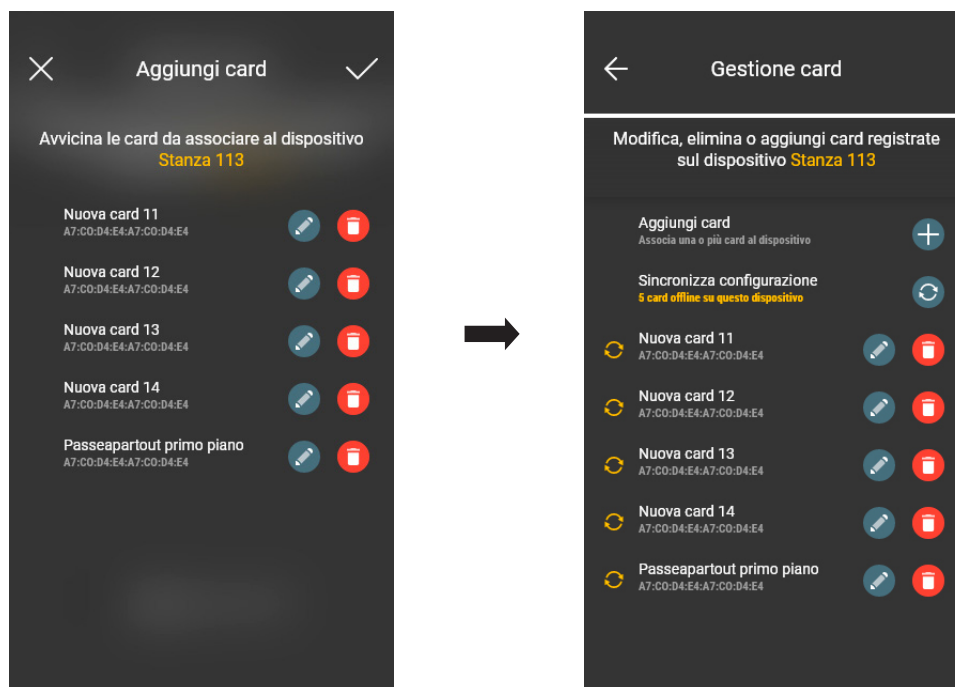 Aggiungi card
Avvicina le card da associare al dispositivo
Stanza 113
Nuova card 11
A7:C0:D4:E4:A7:C0:D4:E4
Nuova card 12
A7:C0:D4:E4:A7:C0:D4:E4
Nuova card 13
A7:C0:D4:E4:A7:C0:D4:E4
Nuova card 14
A7:C0:D4:E4:A7:C0:D4:E4
Passeapartout primo piano
A7:C0:D4:E4:A7:C0:D4:E4
Gestione card
Modifica, elimina o aggiungi card registrate
sul dispositivo Stanza 113
Aggiungi card
Associa una o più card al dispositivo
Sincronizza configurazione
5 card offline su questo dispositivo
Nuova card 11
A7:C0:D4:E4:A7:C0:D4:E4
Nuova card 12
A7:C0:D4:E4:A7:C0:D4:E4
Nuova card 13
A7:C0:D4:E4:A7:C0:D4:E4
Nuova card 14
A7:C0:D4:E4:A7:C0:D4:E4
Passeapartout primo piano
A7:C0:D4:E4:A7:C0:D4:E4